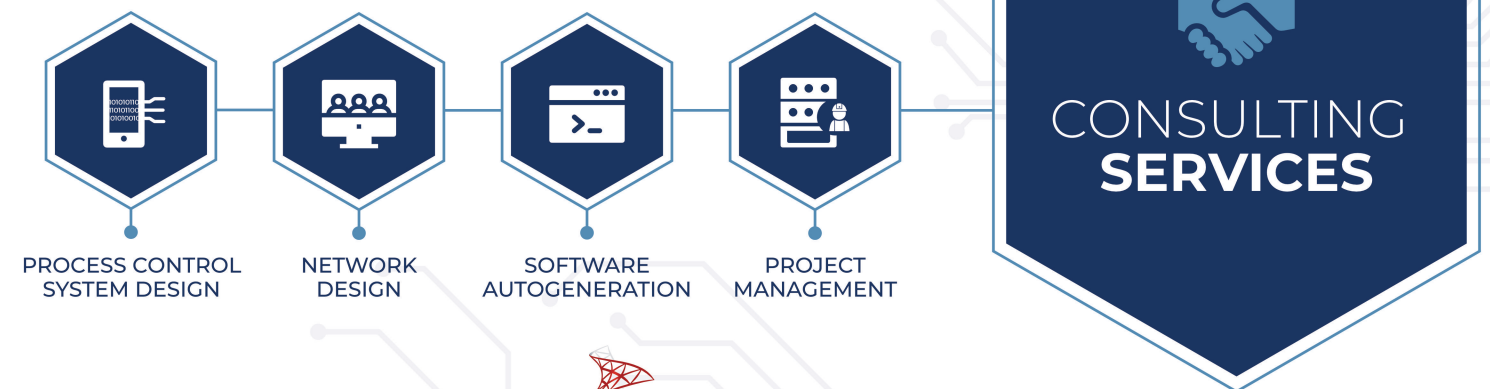 PROCESS CONTROL
SYSTEM DESIGN
NETWORK
DESIGN
SOFTWARE
AUTOGENERATION
PROJECT
MANAGEMENT
CONSULTING
SERVICES